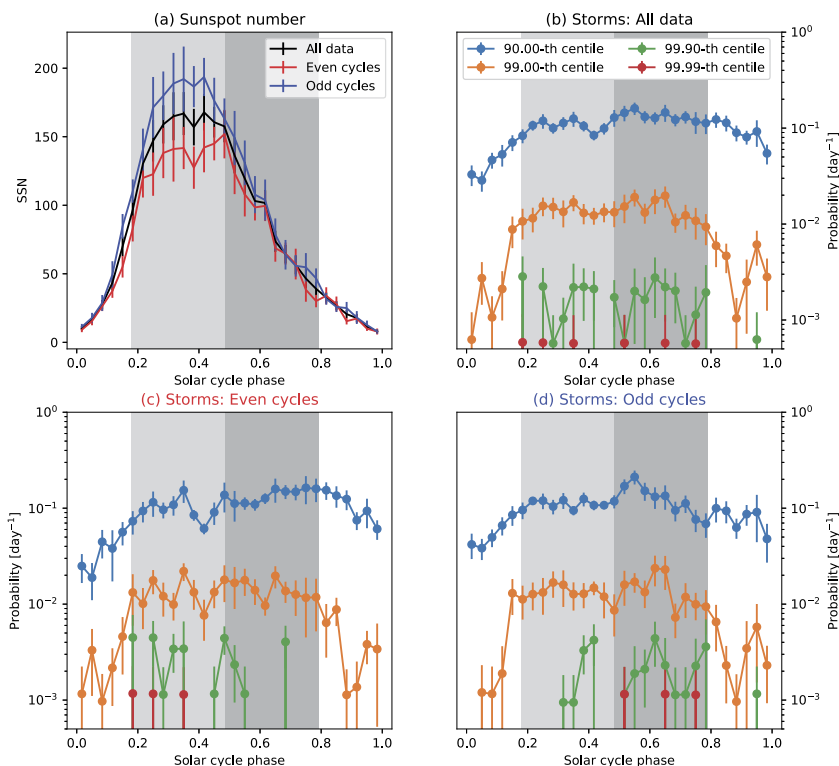 (a) Sunspot number
(b) Storms: All data
All data
Even cycles
Odd cycles
90.00-th centile
99.00-th centile
99.90-th centile
99.99-th centile
SSN
200
150
100
50
0
Probability [day⁻¹]
10⁰
10⁻¹
10⁻²
10⁻³
0.0 0.2 0.4 0.6 0.8 1.0
Solar cycle phase
0.0 0.2 0.4 0.6 0.8 1.0
Solar cycle phase
(c) Storms: Even cycles
(d) Storms: Odd cycles
Probability [day⁻¹]
10⁰
10⁻¹
10⁻²
10⁻³
Probability [day⁻¹]
10⁰
10⁻¹
10⁻²
10⁻³
0.0 0.2 0.4 0.6 0.8 1.0
Solar cycle phase
0.0 0.2 0.4 0.6 0.8 1.0
Solar cycle phase